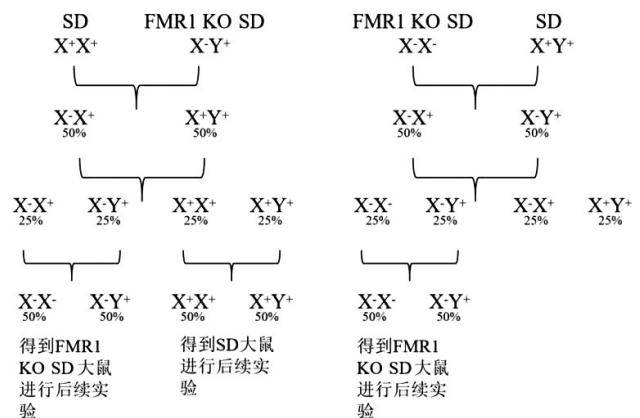 SD FMR1 KO SD FMR1 KO SD SD
X⁺X⁺ X⁻Y⁺ X⁻X⁻ X⁺Y⁺
X⁻X⁺ X⁺Y⁺ X⁻X⁺ X⁻Y⁺
50% 50% 50% 50%
X⁻X⁺ X⁻Y⁺ X⁺X⁺ X⁺Y⁺ X⁻X⁻ X⁻Y⁺ X⁻X⁺ X⁺Y⁺
25% 25% 25% 25% 25% 25% 25% 25%
X⁻X⁻ X⁻Y⁺ X⁺X⁺ X⁺Y⁺ X⁻X⁻ X⁻Y⁺
50% 50% 50% 50% 50% 50%
得到FMR1
KO SD大鼠
进行后续实
验
得到SD大鼠
进行后续实
验
得到FMR1
KO SD大鼠
进行后续实
验